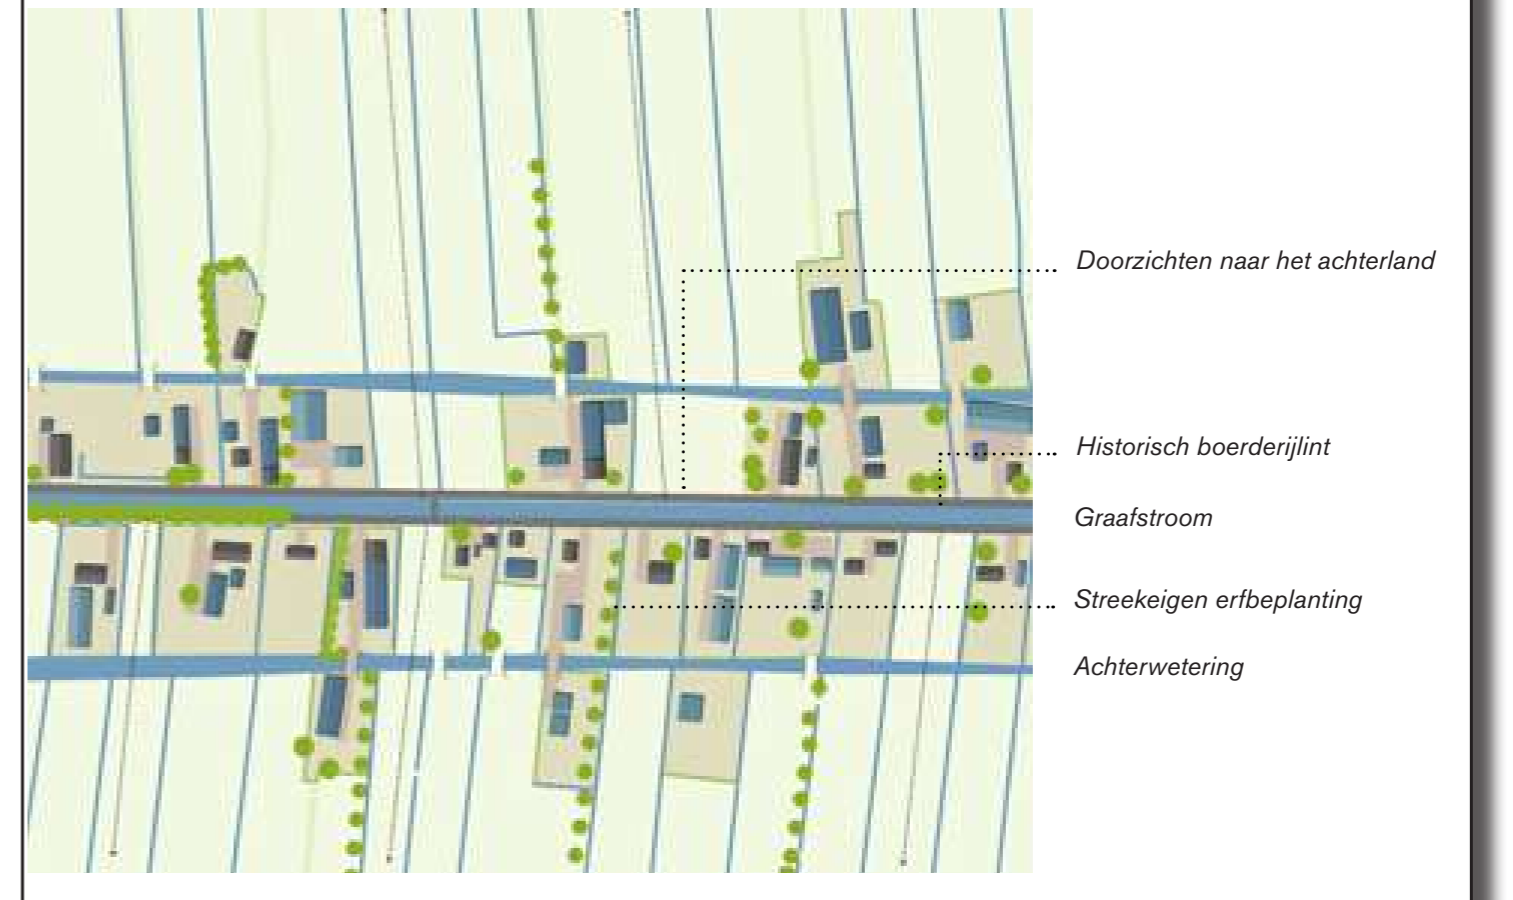 Doorzichten naar het achterland
Historisch boerderijlint
Graafstroom
Streekeigen erfbeplanting
Achterwetering